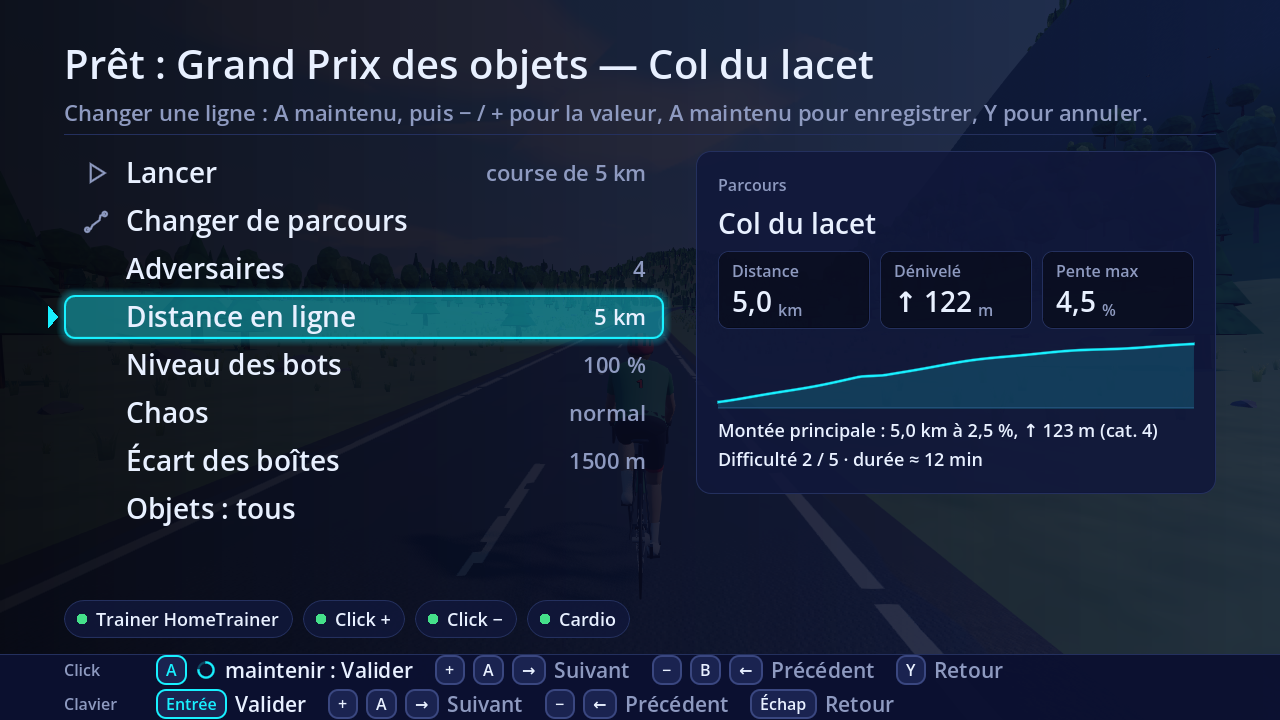 Prêt : Grand Prix des objets — Col du lacet
Changer une ligne : A maintenu, puis − / + pour la valeur, A maintenu pour enregistrer, Y pour annuler.
Lancer course de 5 km
Changer de parcours
Adversaires 4
Distance en ligne 5 km
Niveau des bots 100 %
Chaos normal
Écart des boîtes 1500 m
Objets : tous
Parcours
Col du lacet
Distance Dénivelé Pente max
5,0 km ↑ 122 m 4,5 %
Montée principale : 5,0 km à 2,5 %, ↑ 123 m (cat. 4)
Difficulté 2 / 5 · durée ≈ 12 min
Trainer HomeTrainer Click + Click − Cardio
Click A maintenir : Valider + A → Suivant − B ← Précédent Y Retour
Clavier Entrée Valider + A → Suivant − ← Précédent Échap Retour